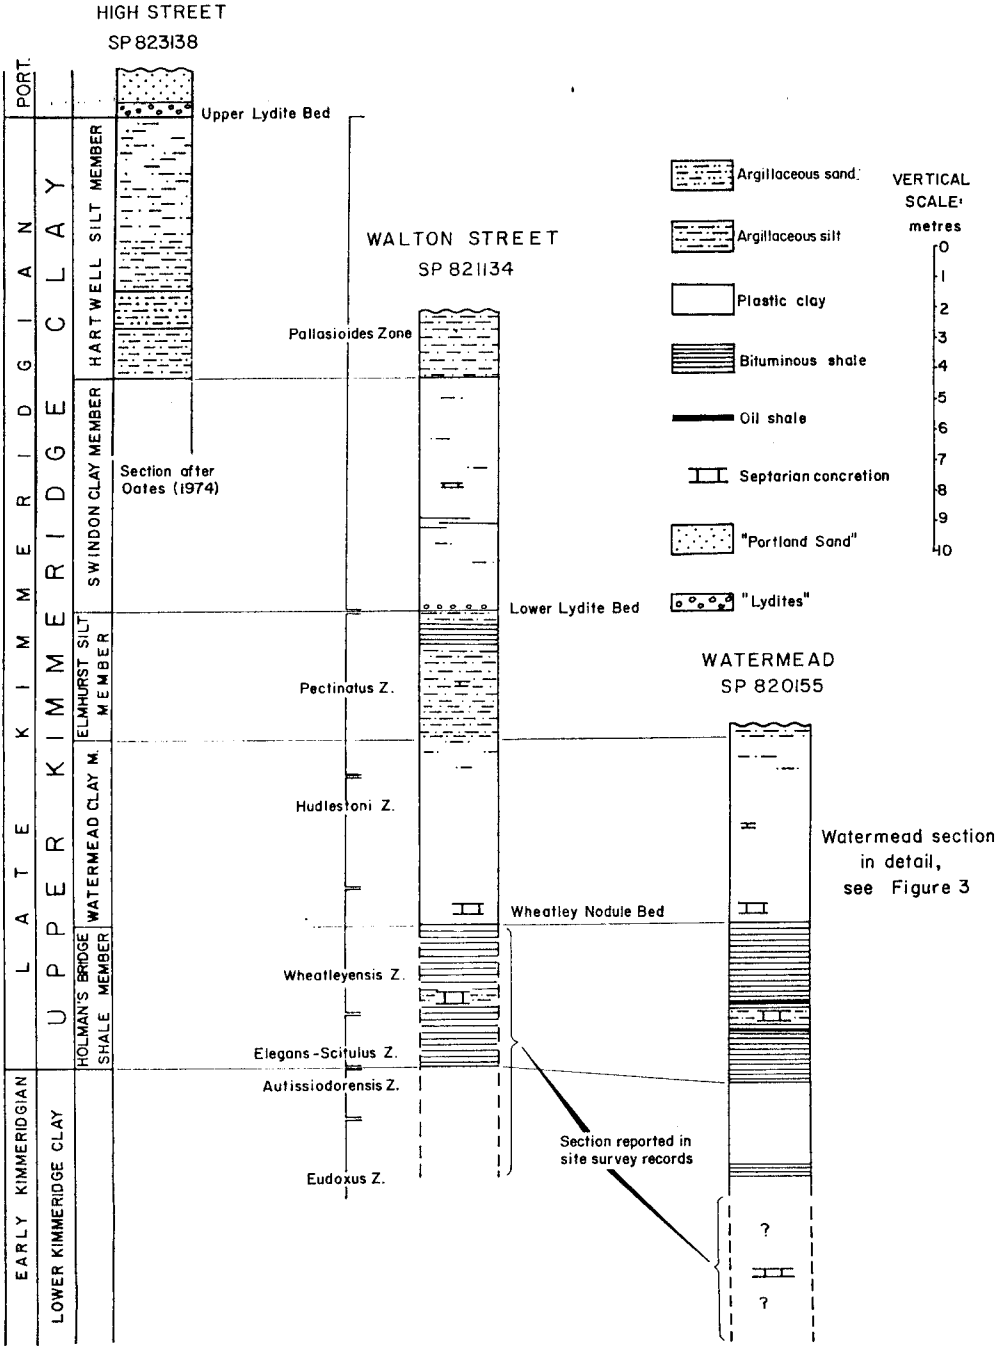 HIGH STREET
SP 823138
PORT.
LATE KIMMERIDGIAN
EARLY KIMMERIDGIAN
UPPER KIMMERIDGE CLAY
LOWER KIMMERIDGE CLAY
HARTWELL SILT MEMBER
SWINDON CLAY MEMBER
ELMHURST SILT
MEMBER
WATERMEAD CLAY M.
HOLMAN'S BRIDGE
SHALE MEMBER
Upper Lydite Bed
Section after
Oates (1974)
WALTON STREET
SP 821134
Pallasioides Zone
Lower Lydite Bed
Pectinatus Z.
Hudlestoni Z.
Wheatley Nodule Bed
Wheatleyensis Z.
Elegans-Scitulus Z.
Autissiodorensis Z.
Eudoxus Z.
Section reported in
site survey records
Argillaceous sand
Argillaceous silt
Plastic clay
Bituminous shale
Oil shale
Septarian concretion
"Portland Sand"
"Lydites"
VERTICAL
SCALE:
metres
0
1
2
3
4
5
6
7
8
9
10
WATERMEAD
SP 820155
Watermead section
in detail,
see Figure 3
?
?